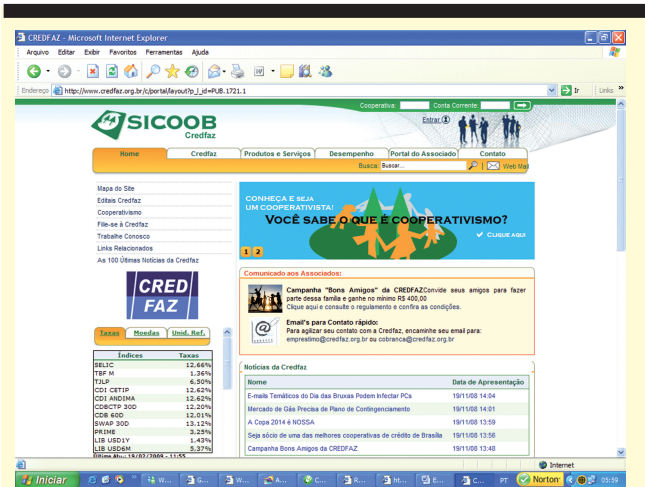 CREDFAZ - Microsoft Internet Explorer
Arquivo Editar Exibir Favoritos Ferramentas Ajuda
Endereço http://www.credfaz.org.br/c/portal/layout?p_l_id=PUB.1721.1 Ir Links
Cooperativa: Conta Corrente:
SICOOB
Credfaz
Entrar
Home Credfaz Produtos e Serviços Desempenho Portal do Associado Contato
Busca: Buscar... Web Mail
Mapa do Site
Editais Credfaz
Cooperativismo
Filie-se à Credfaz
Trabalhe Conosco
Links Relacionados
As 100 Últimas Notícias da Credfaz
CONHEÇA E SEJA
UM COOPERATIVISTA!
VOCÊ SABE O QUE É COOPERATIVISMO?
CLIQUE AQUI
1 2
CRED
FAZ
Comunicado aos Associados:
Campanha "Bons Amigos" da CREDFAZConvide seus amigos para fazer
parte dessa família e ganhe no mínimo R$ 400,00
Clique aqui e consulte o regulamento e confira as condições.
Email's para Contato rápido:
Para agilizar seu contato com a Credfaz, encaminhe seu email para:
emprestimo@credfaz.org.br ou cobranca@credfaz.org.br
Taxas Moedas Unid. Ref.
Índices Taxas
SELIC 12,66%
TBF M 1,36%
TJLP 6,50%
CDI CETIP 12,62%
CDI ANDIMA 12,62%
CDBCTP 30D 12,20%
CDB 60D 12,01%
SWAP 30D 13,12%
PRIME 3,25%
LIB USD1Y 1,43%
LIB USD6M 5,37%
Última Atu.: 19/02/2009 - 11:55
Notícias da Credfaz
Nome Data de Apresentação
E-mails Temáticos do Dia das Bruxas Podem Infectar PCs 19/11/08 14:04
Mercado de Gás Precisa de Plano de Contingenciamento 19/11/08 14:01
A Copa 2014 é NOSSA 19/11/08 13:59
Seja sócio de uma das melhores cooperativas de crédito de Brasília 19/11/08 13:56
Campanha Bons Amigos da CREDFAZ 19/11/08 13:48
Internet
Iniciar W... G... W... A... C... R... ht... E... C... PT Norton 05:59